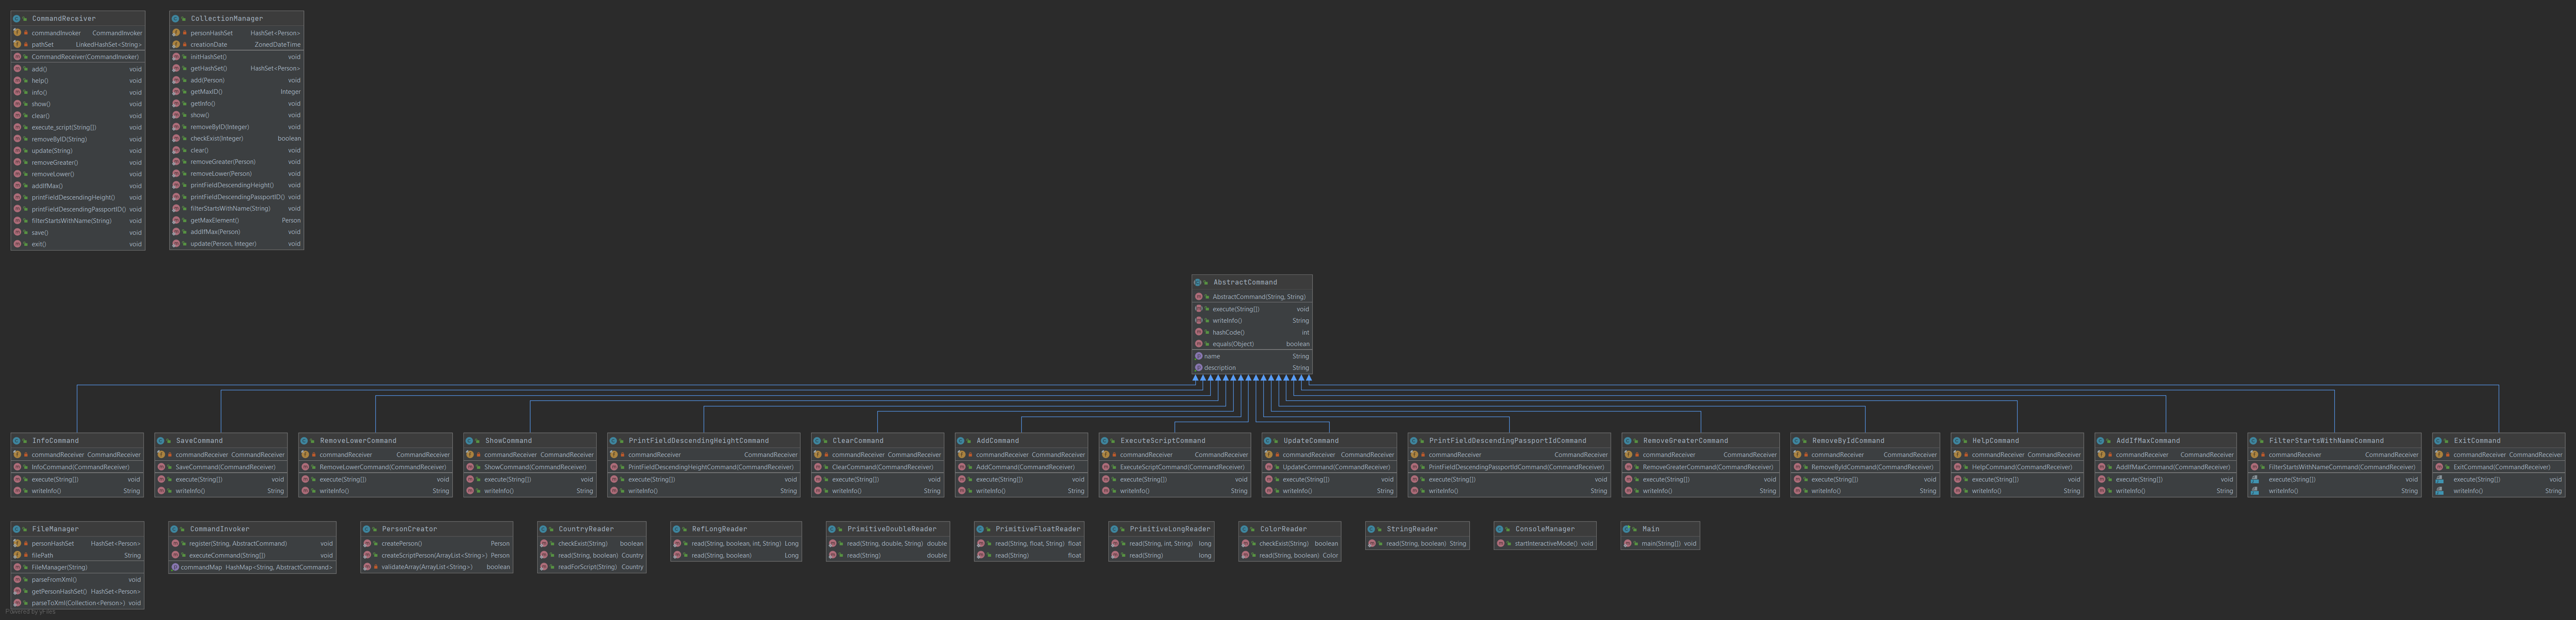 CommandReceiver
commandInvoker CommandInvoker
pathSet LinkedHashSet<String>
CommandReceiver(CommandInvoker)
add() void
help() void
info() void
show() void
clear() void
execute_script(String[]) void
removeByID(String) void
update(String) void
removeGreater() void
removeLower() void
addIfMax() void
printFieldDescendingHeight() void
printFieldDescendingPassportID() void
filterStartsWithName(String) void
save() void
exit() void
CollectionManager
personHashSet HashSet<Person>
creationDate ZonedDateTime
initHashSet() void
getHashSet() HashSet<Person>
add(Person) void
getMaxID() Integer
getInfo() void
show() void
removeByID(Integer) void
checkExist(Integer) boolean
clear() void
removeGreater(Person) void
removeLower(Person) void
printFieldDescendingHeight() void
printFieldDescendingPassportID() void
filterStartsWithName(String) void
getMaxElement() Person
addIfMax(Person) void
update(Person, Integer) void
AbstractCommand
AbstractCommand(String, String)
execute(String[]) void
writeInfo() String
hashCode() int
equals(Object) boolean
name String
description String
InfoCommand
commandReceiver CommandReceiver
InfoCommand(CommandReceiver)
execute(String[]) void
writeInfo() String
SaveCommand
commandReceiver CommandReceiver
SaveCommand(CommandReceiver)
execute(String[]) void
writeInfo() String
RemoveLowerCommand
commandReceiver CommandReceiver
RemoveLowerCommand(CommandReceiver)
execute(String[]) void
writeInfo() String
ShowCommand
commandReceiver CommandReceiver
ShowCommand(CommandReceiver)
execute(String[]) void
writeInfo() String
PrintFieldDescendingHeightCommand
commandReceiver CommandReceiver
PrintFieldDescendingHeightCommand(CommandReceiver)
execute(String[]) void
writeInfo() String
ClearCommand
commandReceiver CommandReceiver
ClearCommand(CommandReceiver)
execute(String[]) void
writeInfo() String
AddCommand
commandReceiver CommandReceiver
AddCommand(CommandReceiver)
execute(String[]) void
writeInfo() String
ExecuteScriptCommand
commandReceiver CommandReceiver
ExecuteScriptCommand(CommandReceiver)
execute(String[]) void
writeInfo() String
UpdateCommand
commandReceiver CommandReceiver
UpdateCommand(CommandReceiver)
execute(String[]) void
writeInfo() String
PrintFieldDescendingPassportIdCommand
commandReceiver CommandReceiver
PrintFieldDescendingPassportIdCommand(CommandReceiver)
execute(String[]) void
writeInfo() String
RemoveGreaterCommand
commandReceiver CommandReceiver
RemoveGreaterCommand(CommandReceiver)
execute(String[]) void
writeInfo() String
RemoveByIdCommand
commandReceiver CommandReceiver
RemoveByIdCommand(CommandReceiver)
execute(String[]) void
writeInfo() String
HelpCommand
commandReceiver CommandReceiver
HelpCommand(CommandReceiver)
execute(String[]) void
writeInfo() String
AddIfMaxCommand
commandReceiver CommandReceiver
AddIfMaxCommand(CommandReceiver)
execute(String[]) void
writeInfo() String
FilterStartsWithNameCommand
commandReceiver CommandReceiver
FilterStartsWithNameCommand(CommandReceiver)
execute(String[]) void
writeInfo() String
ExitCommand
commandReceiver CommandReceiver
ExitCommand(CommandReceiver)
execute(String[]) void
writeInfo() String
FileManager
personHashSet HashSet<Person>
filePath String
FileManager(String)
parseFromXml() void
getPersonHashSet() HashSet<Person>
parseToXml(Collection<Person>) void
CommandInvoker
register(String, AbstractCommand) void
executeCommand(String[]) void
commandMap HashMap<String, AbstractCommand>
PersonCreator
createPerson() Person
createScriptPerson(ArrayList<String>) Person
validateArray(ArrayList<String>) boolean
CountryReader
checkExist(String) boolean
read(String, boolean) Country
readForScript(String) Country
RefLongReader
read(String, boolean, int, String) Long
read(String, boolean) Long
PrimitiveDoubleReader
read(String, double, String) double
read(String) double
PrimitiveFloatReader
read(String, float, String) float
read(String) float
PrimitiveLongReader
read(String, int, String) long
read(String) long
ColorReader
checkExist(String) boolean
read(String, boolean) Color
StringReader
read(String, boolean) String
ConsoleManager
startInteractiveMode() void
Main
main(String[]) void
Powered by yFiles